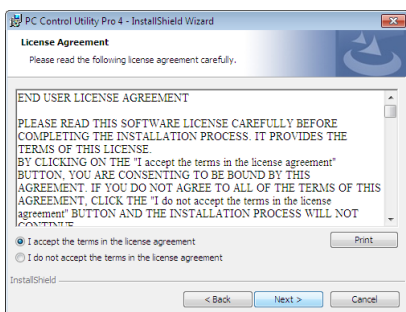 PC Control Utility Pro 4 - InstallShield Wizard
License Agreement
Please read the following license agreement carefully.
END USER LICENSE AGREEMENT
PLEASE READ THIS SOFTWARE LICENSE CAREFULLY BEFORE
COMPLETING THE INSTALLATION PROCESS. IT PROVIDES THE
TERMS OF THIS LICENSE.
BY CLICKING ON THE "I accept the terms in the license agreement"
BUTTON, YOU ARE CONSENTING TO BE BOUND BY THIS
AGREEMENT. IF YOU DO NOT AGREE TO ALL OF THE TERMS OF THIS
AGREEMENT, CLICK THE "I do not accept the terms in the license
agreement" BUTTON AND THE INSTALLATION PROCESS WILL NOT
CONTINUE
I accept the terms in the license agreement
Print
I do not accept the terms in the license agreement
InstallShield
< Back
Next >
Cancel